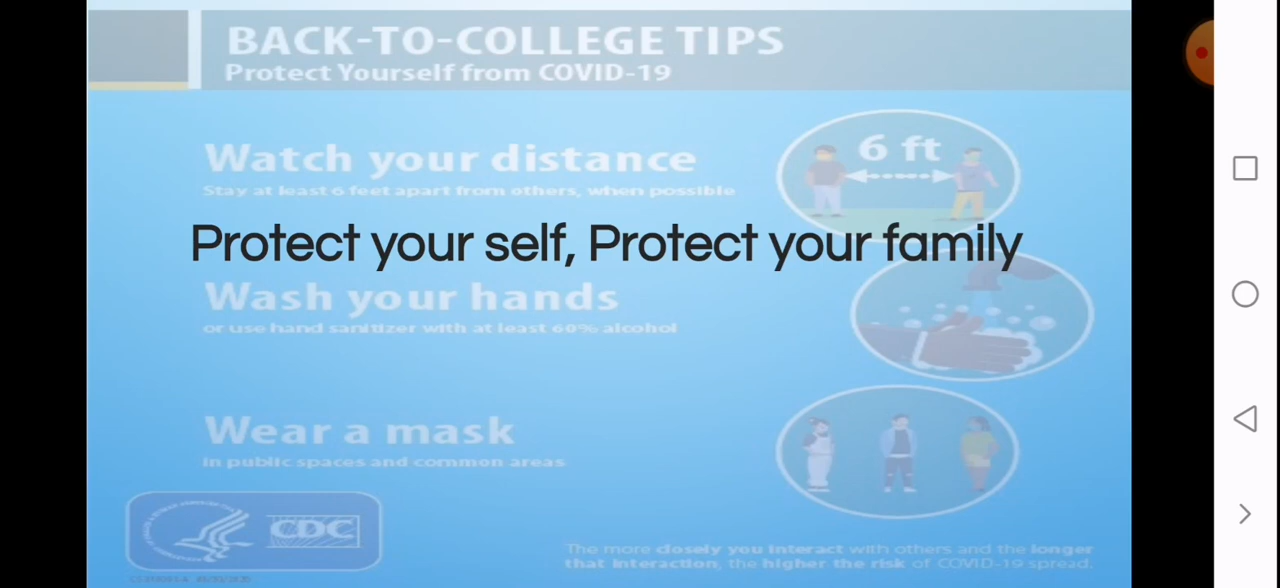 BACK-TO-COLLEGE TIPS
Protect Yourself from COVID-19
Watch your distance
Stay at least 6 feet apart from others, when possible
6 ft
Protect your self, Protect your family
Wash your hands
or use hand sanitizer with at least 60% alcohol
Wear a mask
in public spaces and common areas
CDC
The more closely you interact with others and the longer
that interaction, the higher the risk of COVID-19 spread.